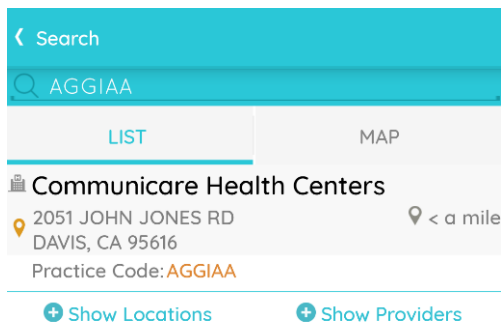 Search
AGGIAA
LIST MAP
Communicare Health Centers
2051 JOHN JONES RD < a mile
DAVIS, CA 95616
Practice Code: AGGIAA
Show Locations Show Providers